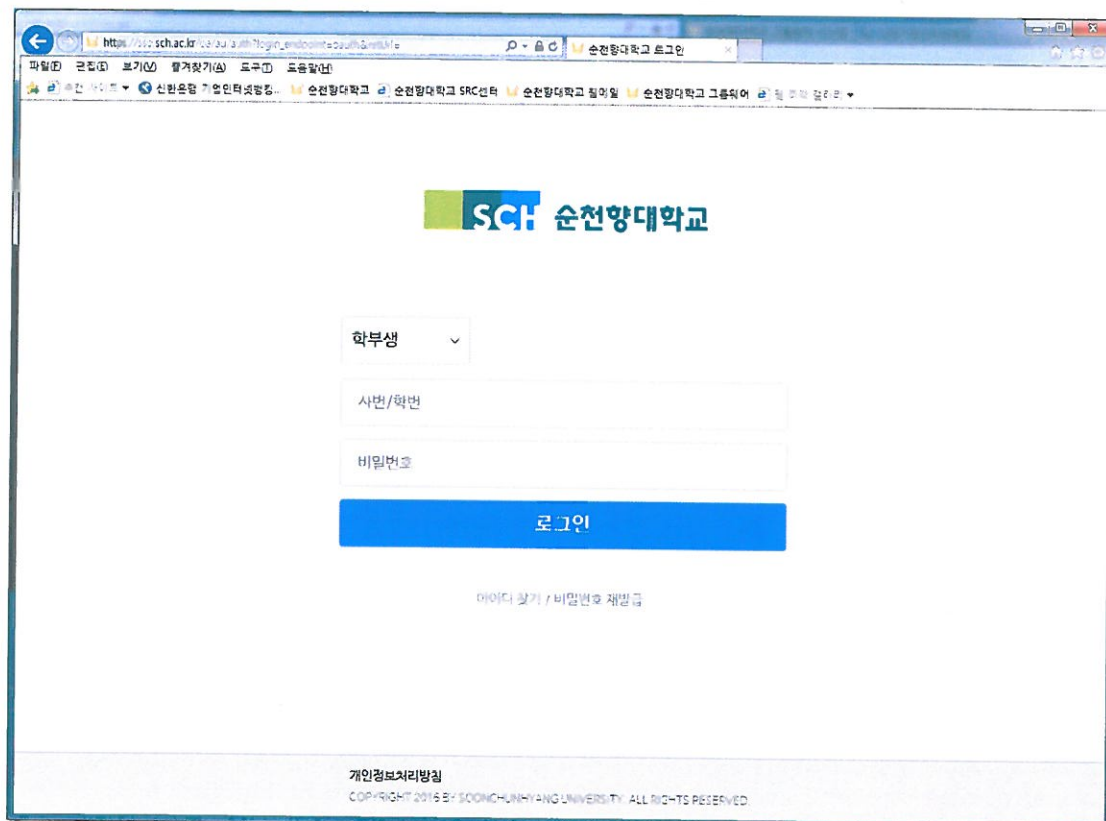 순천향대학교 로그인
파일(F) 편집(E) 보기(V) 즐겨찾기(A) 도구(T) 도움말(H)
신한은행 기업인터넷뱅킹... 순천향대학교 순천향대학교 SRC센터 순천향대학교 웹메일 순천향대학교 그룹웨어
SCH 순천향대학교
학부생
사번/학번
비밀번호
로그인
아이디 찾기 / 비밀번호 재발급
개인정보처리방침
COPYRIGHT 2016 BY SOONCHUNHYANG UNIVERSITY. ALL RIGHTS RESERVED.